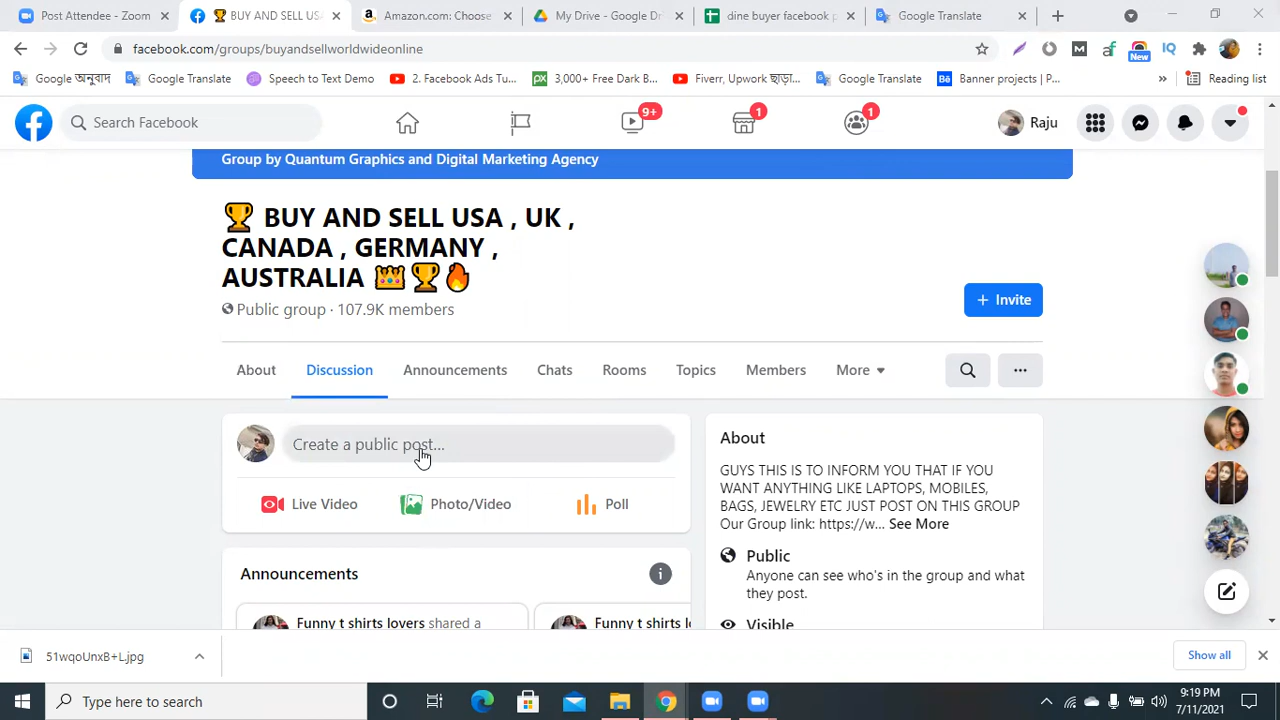 Post Attendee - Zoom
🏆 BUY AND SELL USA
Amazon.com: Choose
My Drive - Google Dri
dine buyer facebook p
Google Translate
facebook.com/groups/buyandsellworldwideonline
New
Google অনুবাদ
Google Translate
Speech to Text Demo
2. Facebook Ads Tu...
3,000+ Free Dark B...
Fiverr, Upwork ছাড়া...
Google Translate
Banner projects | P...
Reading list
Search Facebook
9+
1
1
Raju
Group by Quantum Graphics and Digital Marketing Agency
🏆 BUY AND SELL USA , UK ,
CANADA , GERMANY ,
AUSTRALIA 👑🏆🔥
Public group · 107.9K members
+ Invite
About
Discussion
Announcements
Chats
Rooms
Topics
Members
More
Create a public post...
Live Video
Photo/Video
Poll
About
GUYS THIS IS TO INFORM YOU THAT IF YOU
WANT ANYTHING LIKE LAPTOPS, MOBILES,
BAGS, JEWELRY ETC JUST POST ON THIS GROUP
Our Group link: https://w... See More
Public
Anyone can see who's in the group and what
they post.
Visible
Announcements
Funny t shirts lovers shared a
Funny t shirts lo
51wqoUnxB+L.jpg
Show all
Type here to search
9:19 PM
7/11/2021